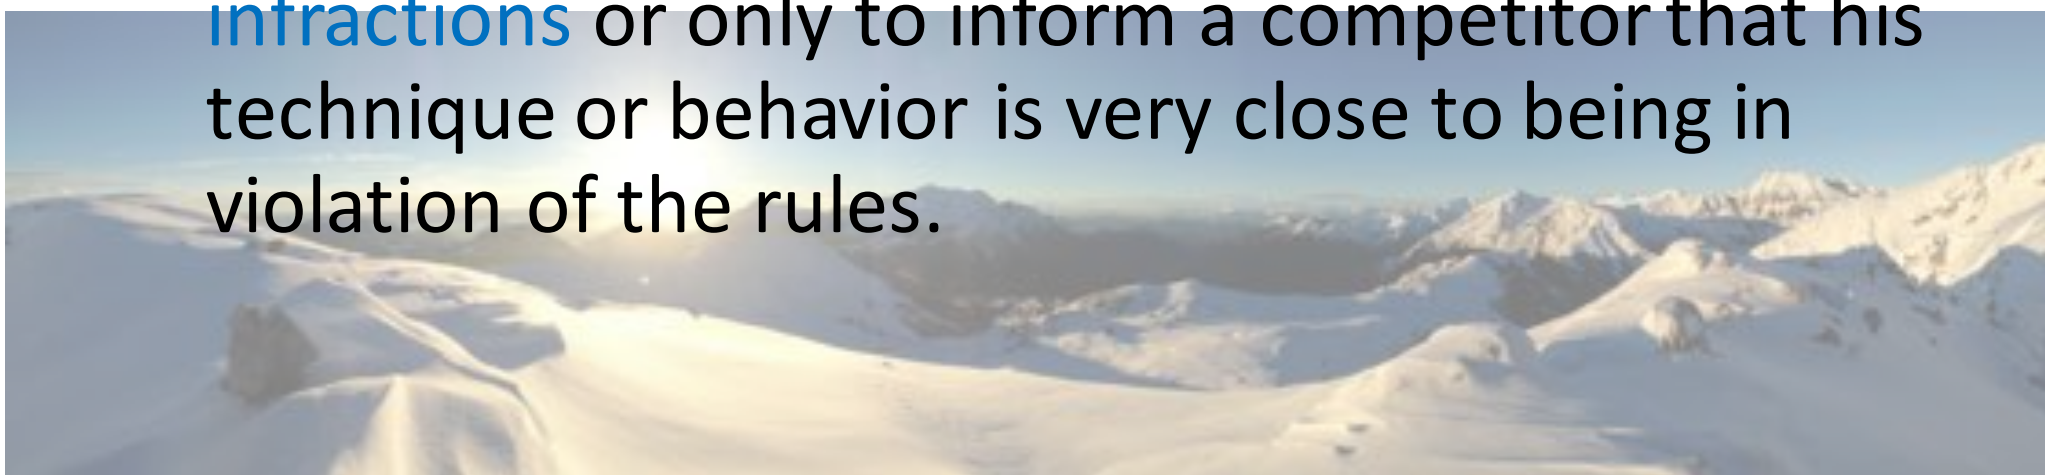 infractions or only to inform a competitor that his
technique or behavior is very close to being in
violation of the rules.